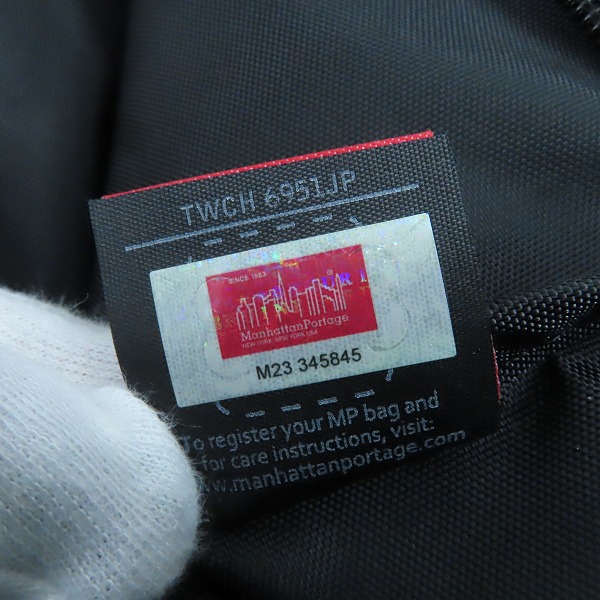 TWCH 6951JP
SINCE 1983
ManhattanPortage
NEW YORK, NEW YORK, USA
M23 345845
To register your MP bag and
for care instructions, visit:
www.manhattanportage.com